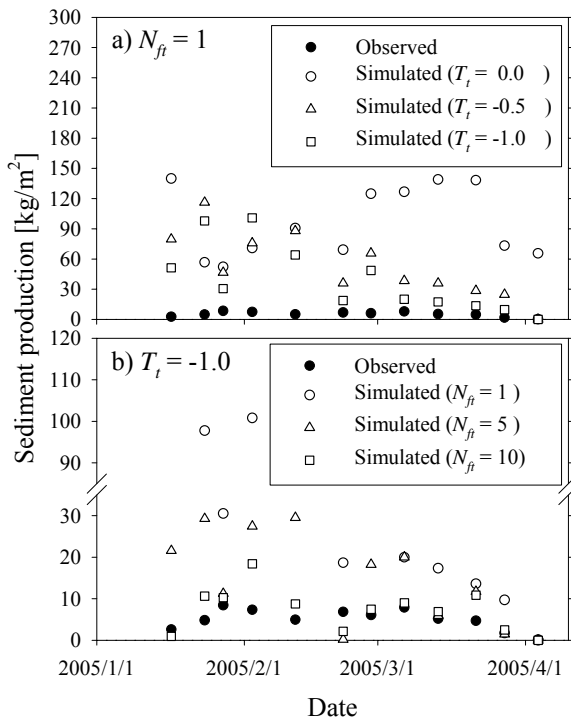 300
270
240
210
180
150
120
90
60
30
0
a) Nft = 1
Observed
Simulated (Tt = 0.0 )
Simulated (Tt = -0.5 )
Simulated (Tt = -1.0 )
Sediment production [kg/m2]
120
110
100
90
30
20
10
0
b) Tt = -1.0
Observed
Simulated (Nft = 1 )
Simulated (Nft = 5 )
Simulated (Nft = 10)
2005/1/1 2005/2/1 2005/3/1 2005/4/1
Date